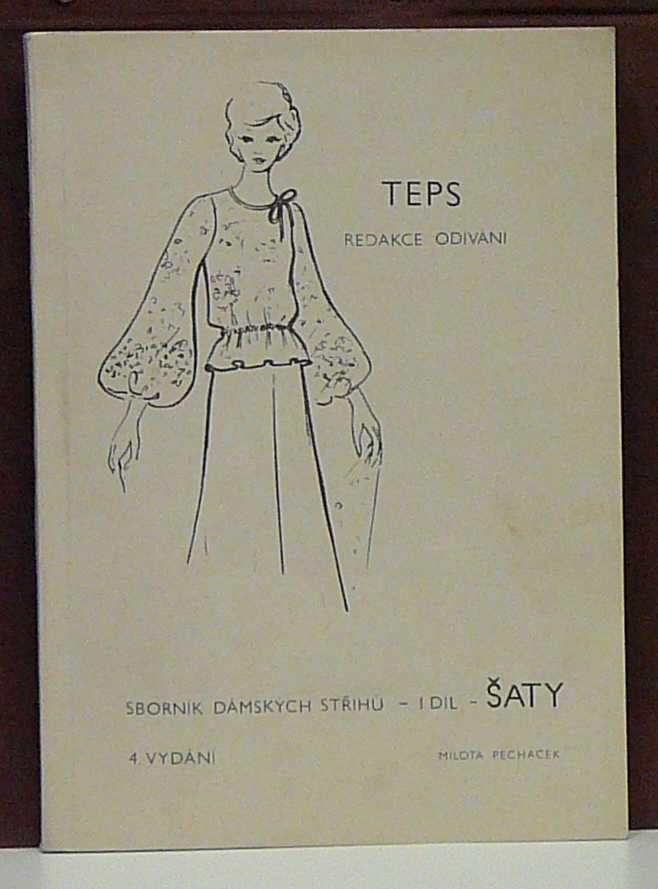 TEPS
REDAKCE ODÍVÁNÍ
SBORNÍK DÁMSKÝCH STŘIHŮ - I DÍL - ŠATY
4. VYDÁNÍ
MILOTA PECHÁČEK